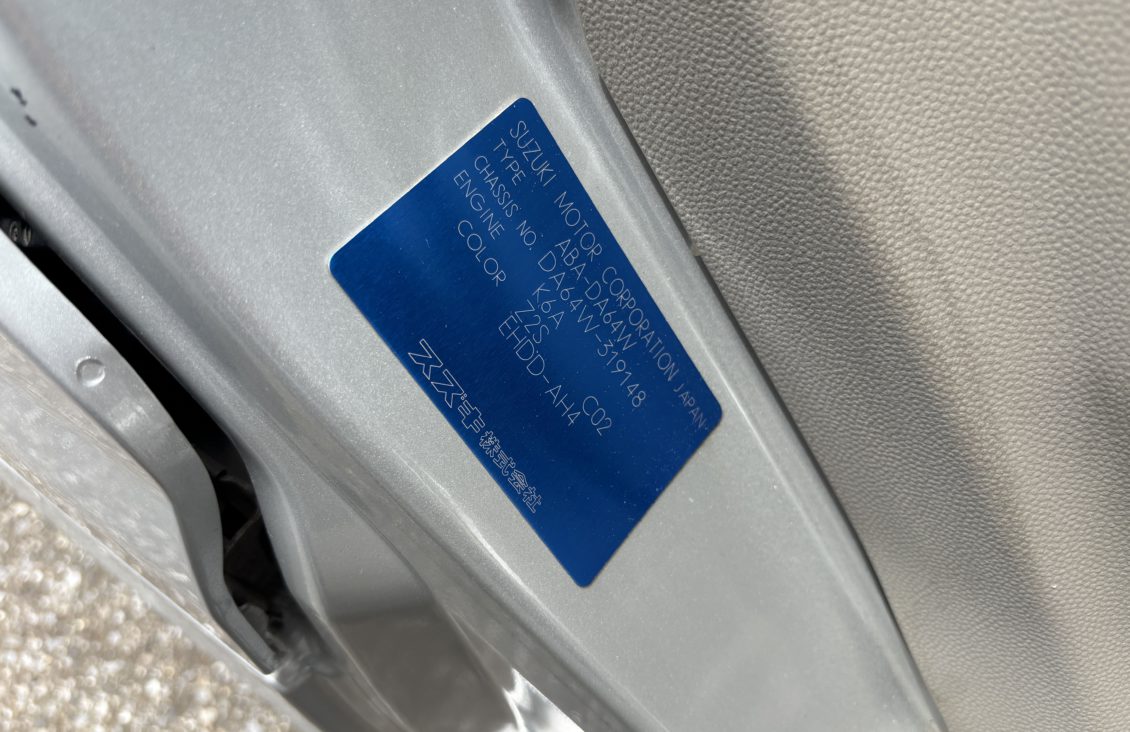 SUZUKI MOTOR CORPORATION JAPAN
TYPE ABA-DA64W
CHASSIS NO. DA64W-319148
ENGINE K6A
COLOR Z2S C02
EHDD-AH4
スズキ株式会社